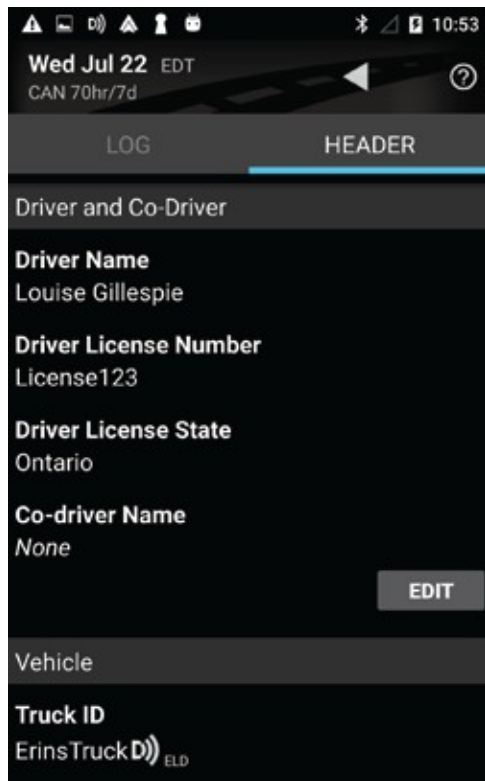 10:53
Wed Jul 22 EDT
CAN 70hr/7d
LOG HEADER
Driver and Co-Driver
Driver Name
Louise Gillespie
Driver License Number
License123
Driver License State
Ontario
Co-driver Name
None
EDIT
Vehicle
Truck ID
ErinsTruck D)) ELD